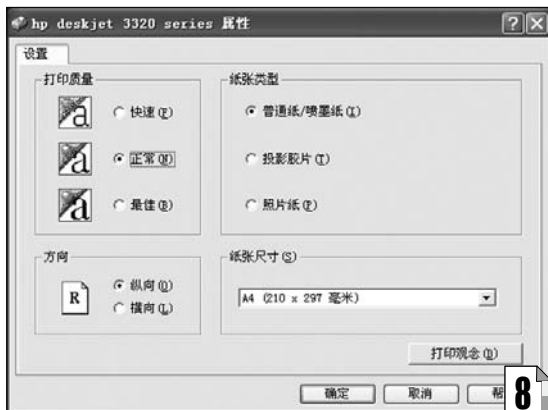 hp deskjet 3320 series 属性
设置
打印质量
快速(F)
正常(N)
最佳(B)
纸张类型
普通纸/喷墨纸(I)
投影胶片(T)
照片纸(P)
方向
R
纵向(O)
横向(L)
纸张尺寸(S)
A4 (210 x 297 毫米)
打印观念(D)
确定
取消
帮
8